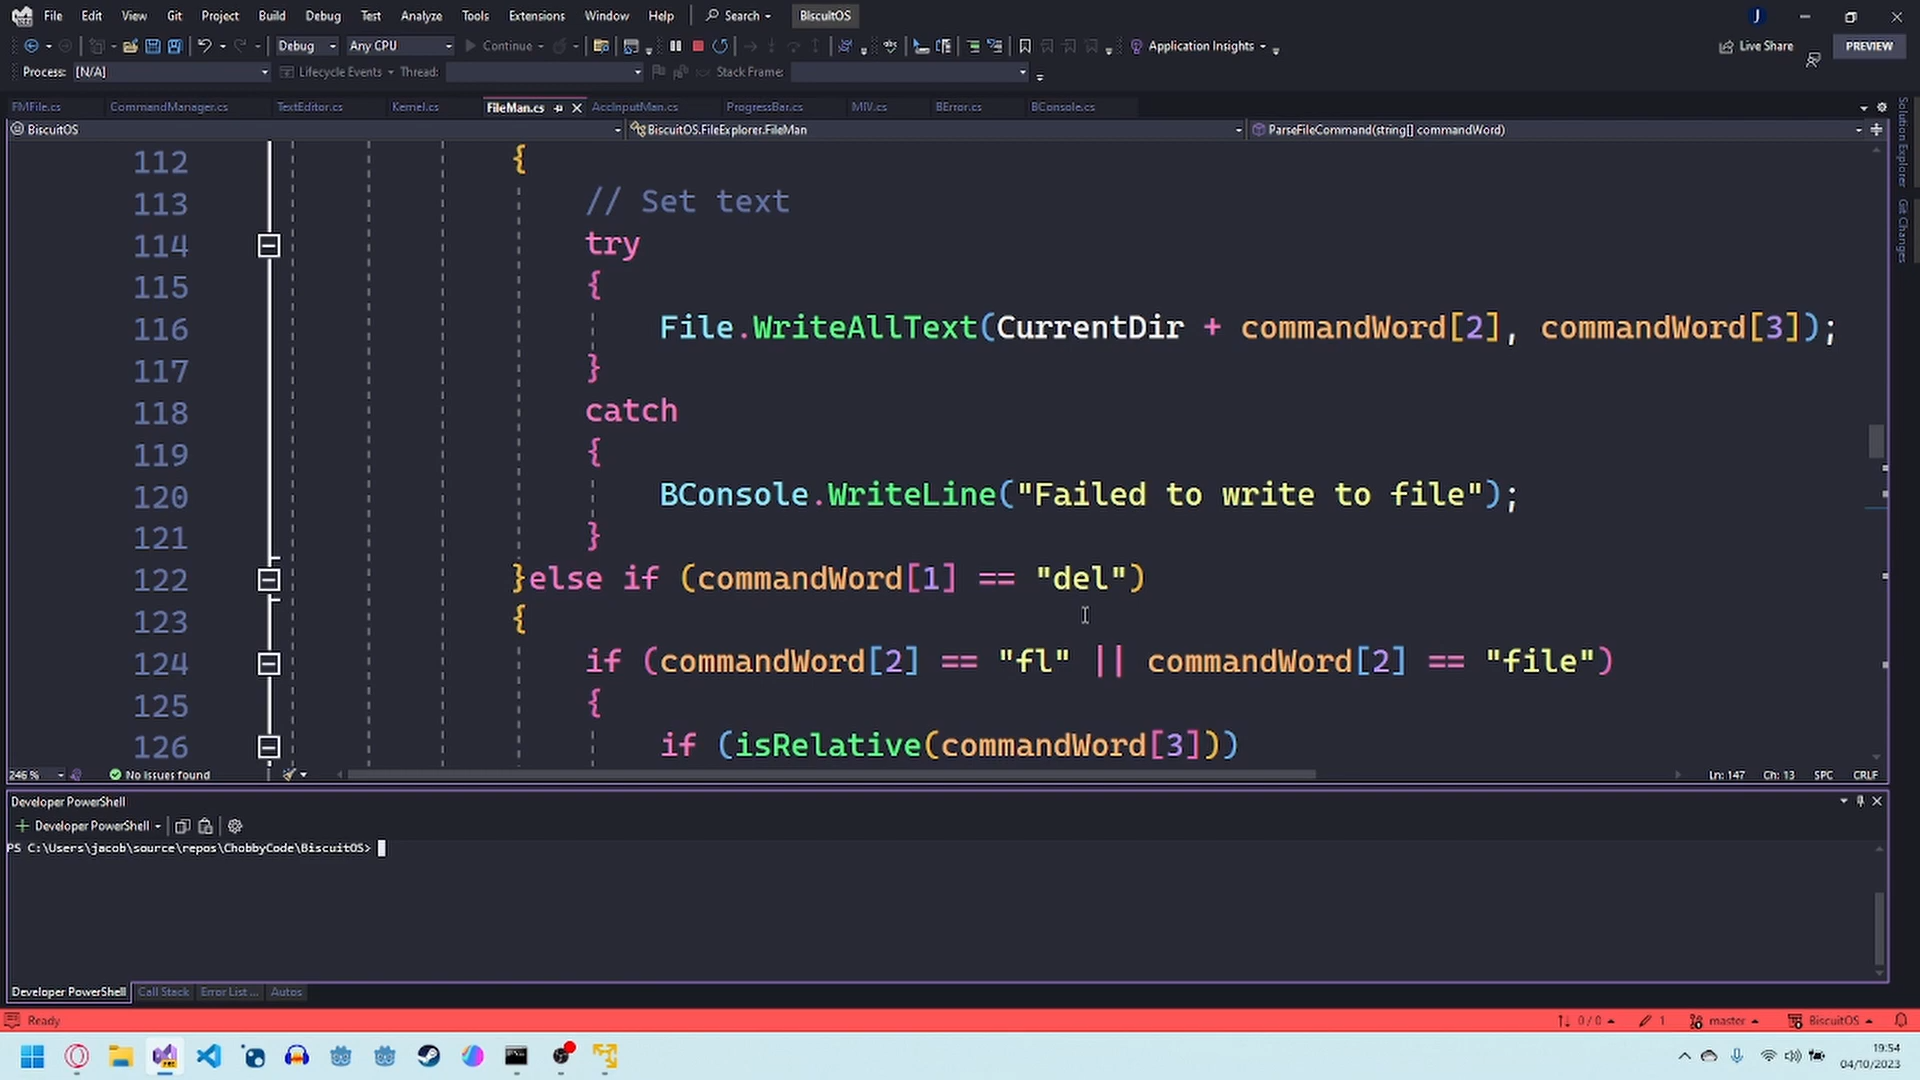 File Edit View Git Project Build Debug Test Analyze Tools Extensions Window Help Search BiscuitOS J
Debug Any CPU Continue Application Insights Live Share PREVIEW
Process: [N/A] Lifecycle Events Thread: Stack Frame:
FMFile.cs CommandManager.cs TextEditor.cs Kernel.cs FileMan.cs AccInputMan.cs ProgressBar.cs MIV.cs BError.cs BConsole.cs
BiscuitOS BiscuitOS.FileExplorer.FileMan ParseFileCommand(string[] commandWord)
Solution Explorer
Git Changes
112 {
113 // Set text
114 try
115 {
116 File.WriteAllText(CurrentDir + commandWord[2], commandWord[3]);
117 }
118 catch
119 {
120 BConsole.WriteLine("Failed to write to file");
121 }
122 }else if (commandWord[1] == "del")
123 {
124 if (commandWord[2] == "fl" || commandWord[2] == "file")
125 {
126 if (isRelative(commandWord[3]))
246 % No issues found Ln: 147 Ch: 13 SPC CRLF
Developer PowerShell
+ Developer PowerShell
PS C:\Users\jacob\source\repos\ChobbyCode\BiscuitOS>
Developer PowerShell Call Stack Error List ... Autos
Ready 0 / 0 1 master BiscuitOS
19:54
04/10/2023